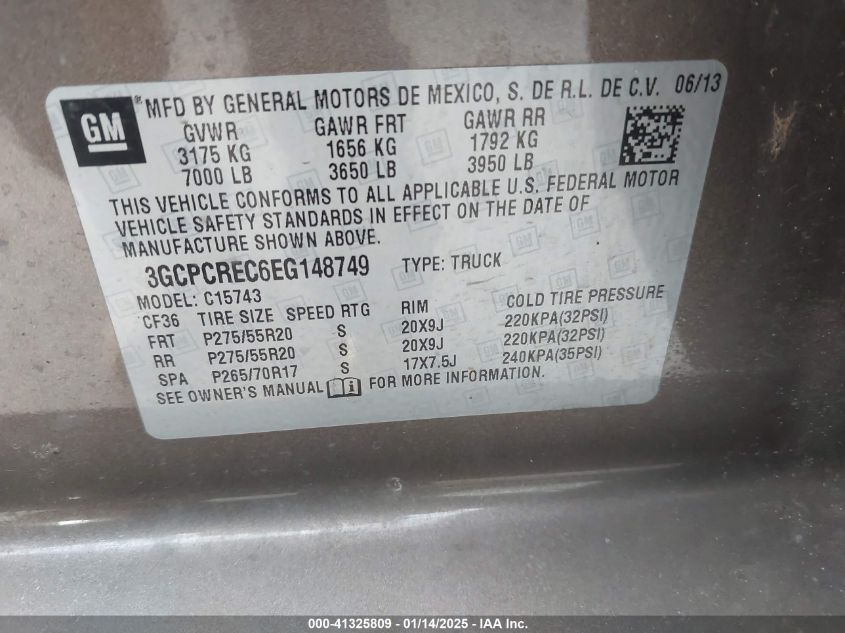 GM
® MFD BY GENERAL MOTORS DE MEXICO, S. DE R.L. DE C.V. 06/13
GVWR GAWR FRT GAWR RR
3175 KG 1656 KG 1792 KG
7000 LB 3650 LB 3950 LB
THIS VEHICLE CONFORMS TO ALL APPLICABLE U.S. FEDERAL MOTOR
VEHICLE SAFETY STANDARDS IN EFFECT ON THE DATE OF
MANUFACTURE SHOWN ABOVE.
3GCPCREC6EG148749 TYPE: TRUCK
MODEL: C15743
CF36 TIRE SIZE SPEED RTG RIM COLD TIRE PRESSURE
FRT P275/55R20 S 20X9J 220KPA(32PSI)
RR P275/55R20 S 20X9J 220KPA(32PSI)
SPA P265/70R17 S 17X7.5J 240KPA(35PSI)
SEE OWNER'S MANUAL i FOR MORE INFORMATION.
000-41325809 - 01/14/2025 - IAA Inc.